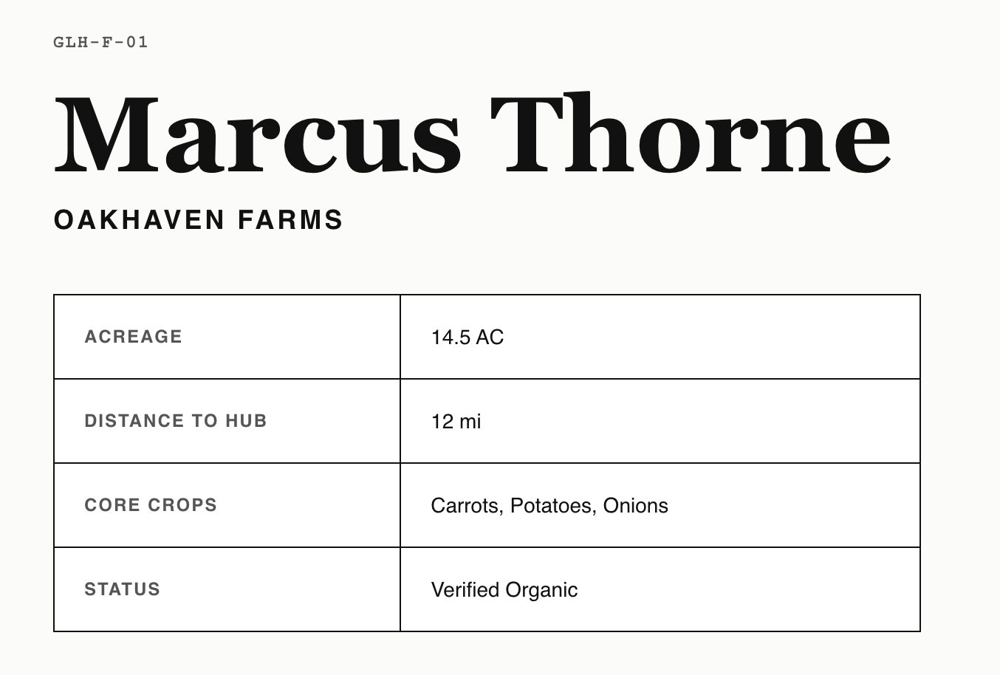 GLH-F-01
Marcus Thorne
OAKHAVEN FARMS
ACREAGE 14.5 AC
DISTANCE TO HUB 12 mi
CORE CROPS Carrots, Potatoes, Onions
STATUS Verified Organic